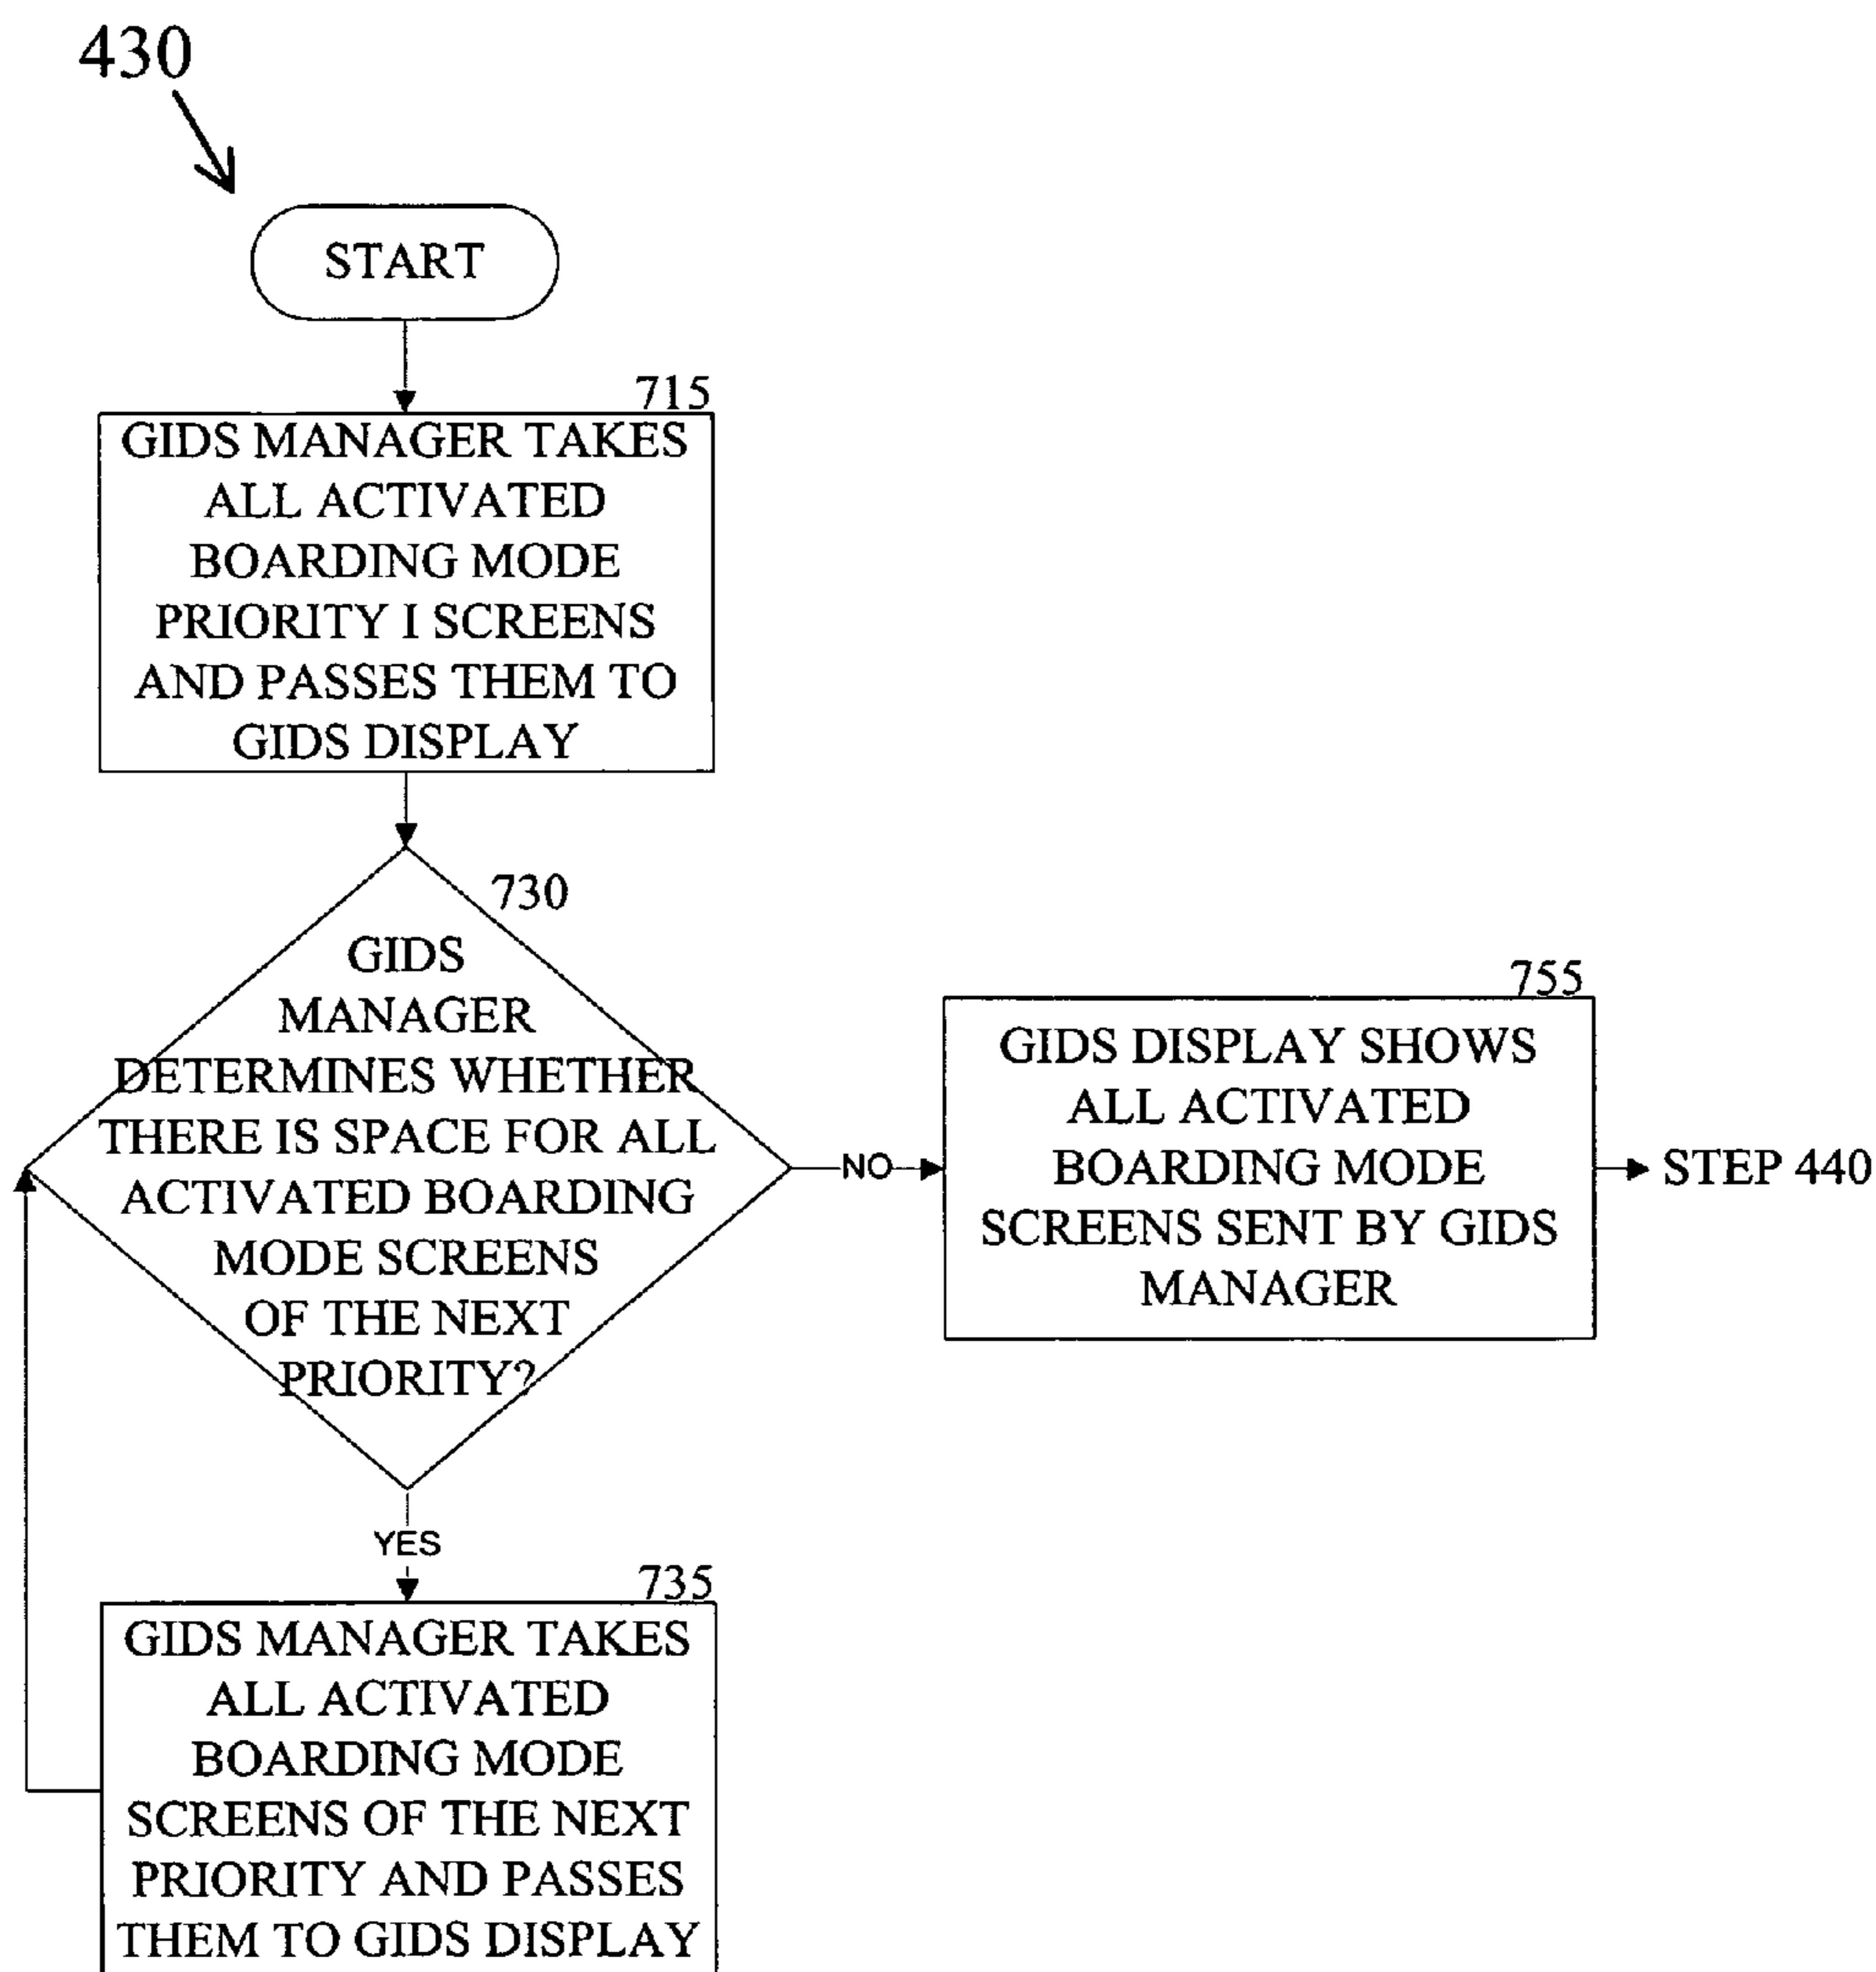 430
START
715
GIDS MANAGER TAKES
ALL ACTIVATED
BOARDING MODE
PRIORITY I SCREENS
AND PASSES THEM TO
GIDS DISPLAY
730
GIDS
MANAGER
DETERMINES WHETHER
THERE IS SPACE FOR ALL
ACTIVATED BOARDING
MODE SCREENS
OF THE NEXT
PRIORITY?
NO
755
GIDS DISPLAY SHOWS
ALL ACTIVATED
BOARDING MODE
SCREENS SENT BY GIDS
MANAGER
STEP 440
YES
735
GIDS MANAGER TAKES
ALL ACTIVATED
BOARDING MODE
SCREENS OF THE NEXT
PRIORITY AND PASSES
THEM TO GIDS DISPLAY